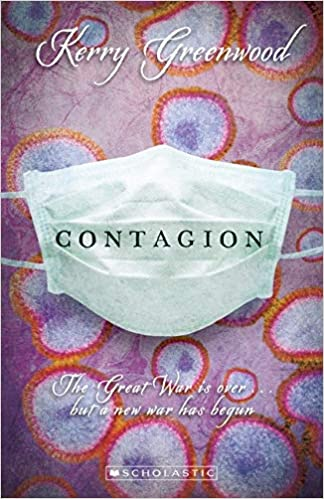 Kerry Greenwood
CONTAGION
The Great War is over . . .
but a new war has begun
SCHOLASTIC